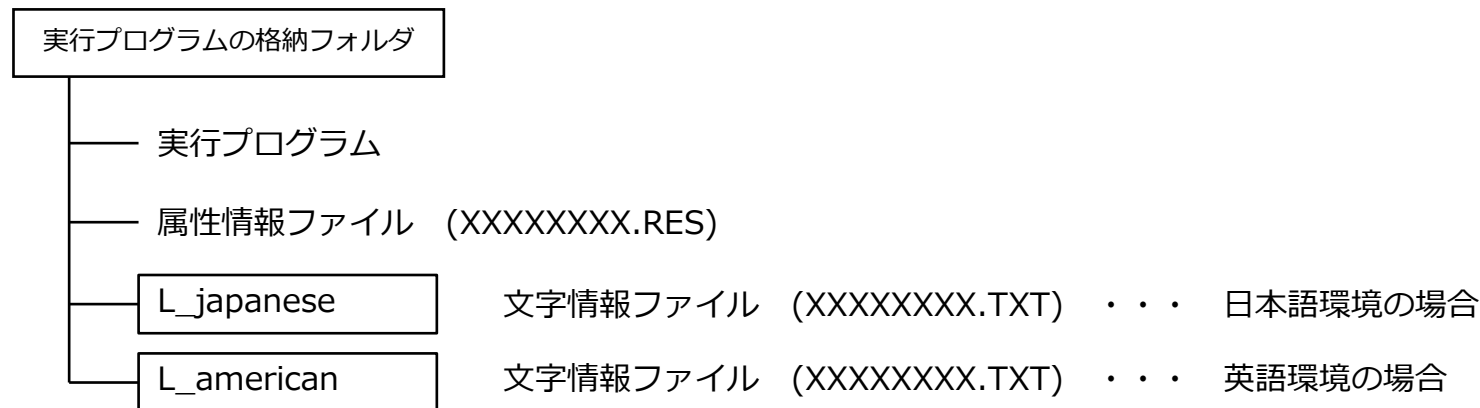 実行プログラムの格納フォルダ
実行プログラム
属性情報ファイル (XXXXXXXX.RES)
L_japanese 文字情報ファイル (XXXXXXXX.TXT) ・・・ 日本語環境の場合
L_american 文字情報ファイル (XXXXXXXX.TXT) ・・・ 英語環境の場合